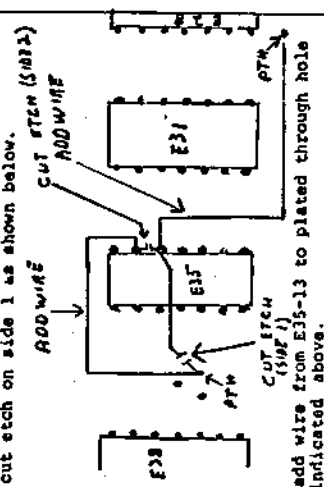 cut etch on side 1 as shown below.
CUT ETCH (SIDE 2)
ADD WIRE
ADD WIRE
PTH
E31
E35
CUT ETCH
(SIDE 1)
PTH
E38
add wire from E35-13 to plated through hole
indicated above.